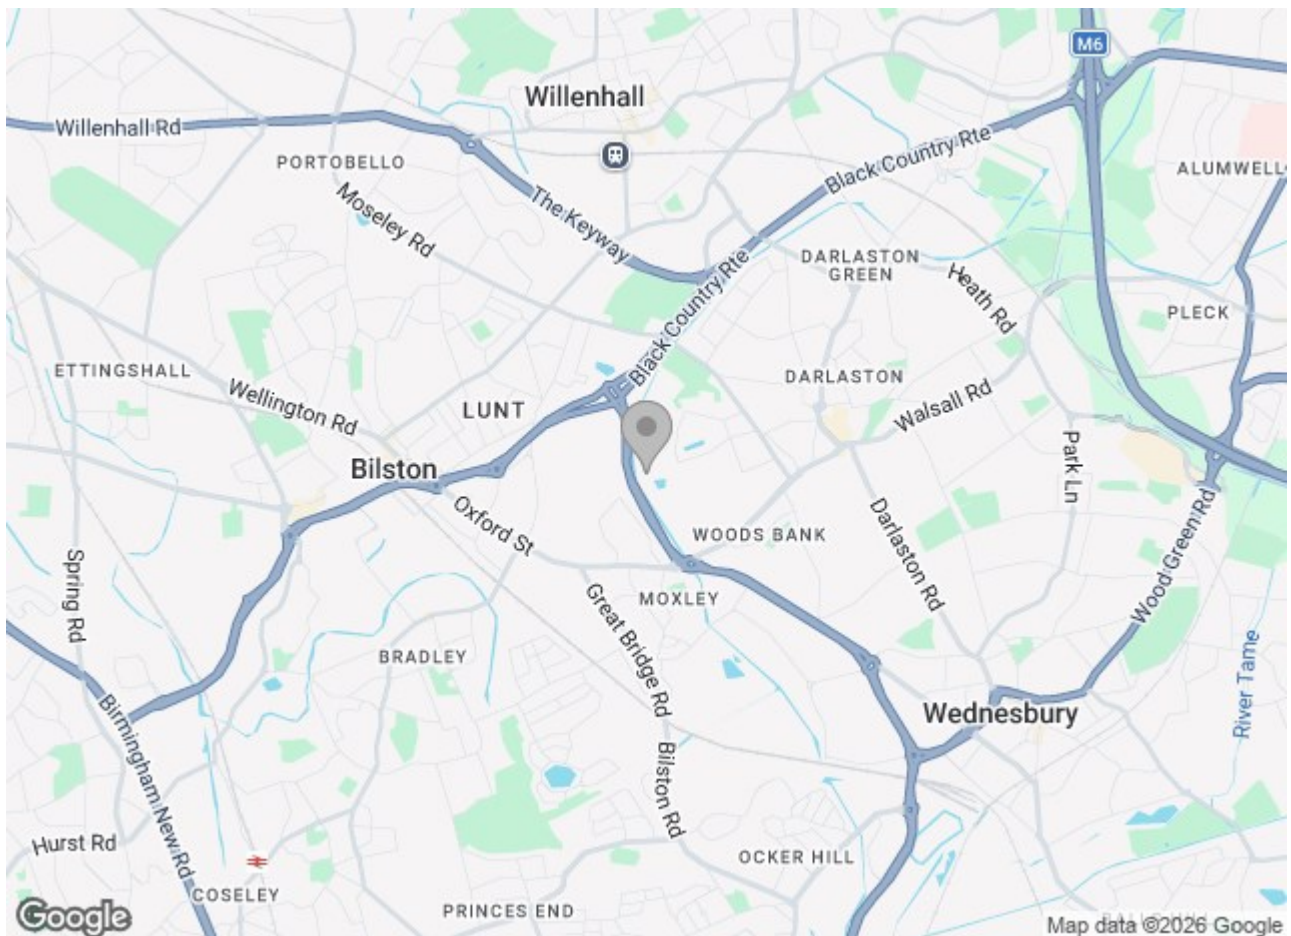 M6
Willenhall
Willenhall Rd
Black Country Rte
PORTOBELLO
ALUMWELL
Moseley Rd
The Keyway
DARLASTON
GREEN
Black Country Rte
Heath Rd
PLECK
ETTINGSHALL
DARLASTON
Wellington Rd
LUNT
Walsall Rd
Park Ln
Bilston
Oxford St
Darlaston Rd
Wood Green Rd
WOODS BANK
Spring Rd
MOXLEY
Great Bridge Rd
BRADLEY
River Tame
Birmingham New Rd
Wednesbury
Bilston Rd
Hurst Rd
OCKER HILL
COSELEY
PRINCES END
Google
Map data ©2026 Google